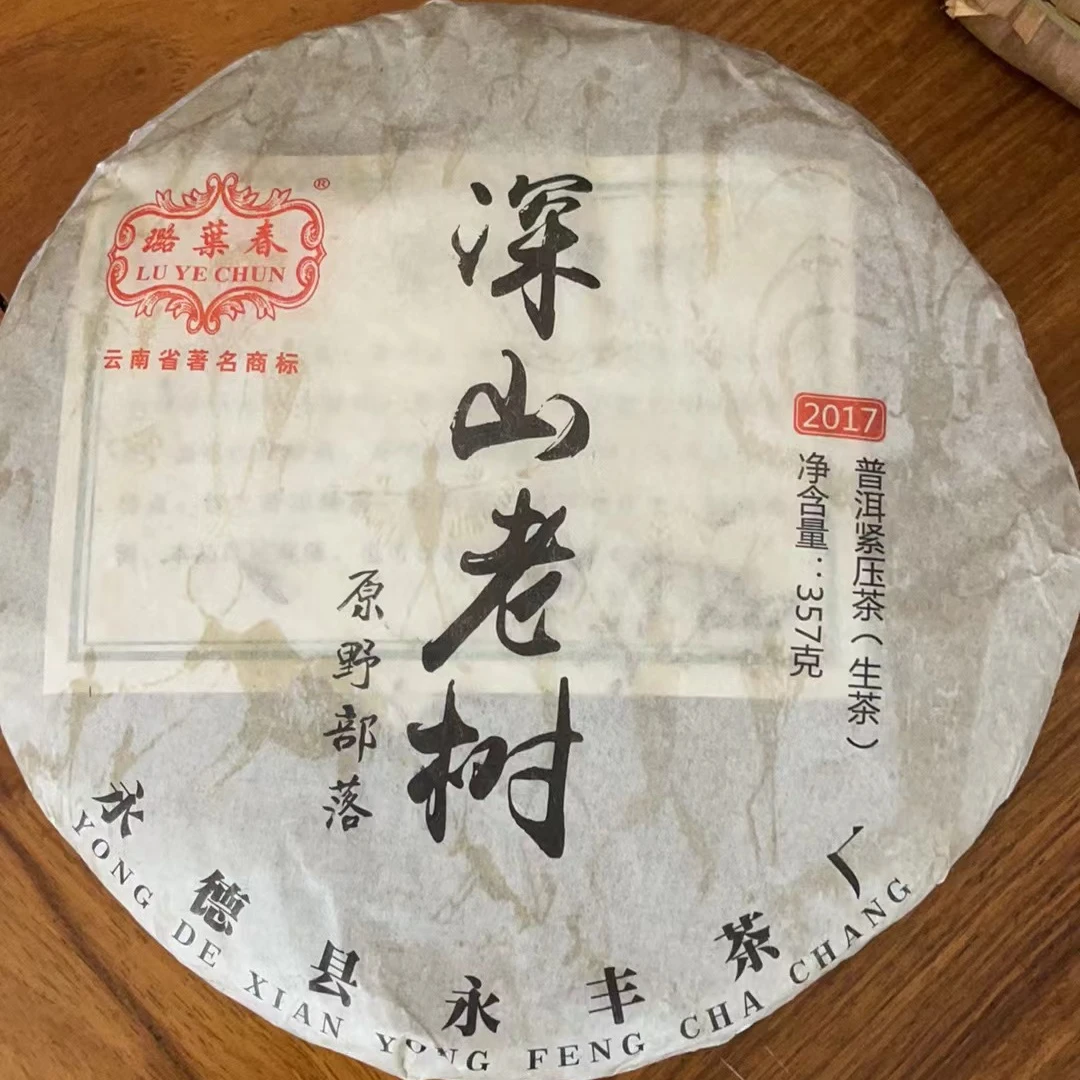 璐葉春
®
LU YE CHUN
云南省著名商标
深山老树
原野部落
2017
普洱紧压茶（生茶）
净含量：357克
永德县永丰茶厂
YONG DE XIAN YONG FENG CHA CHANG